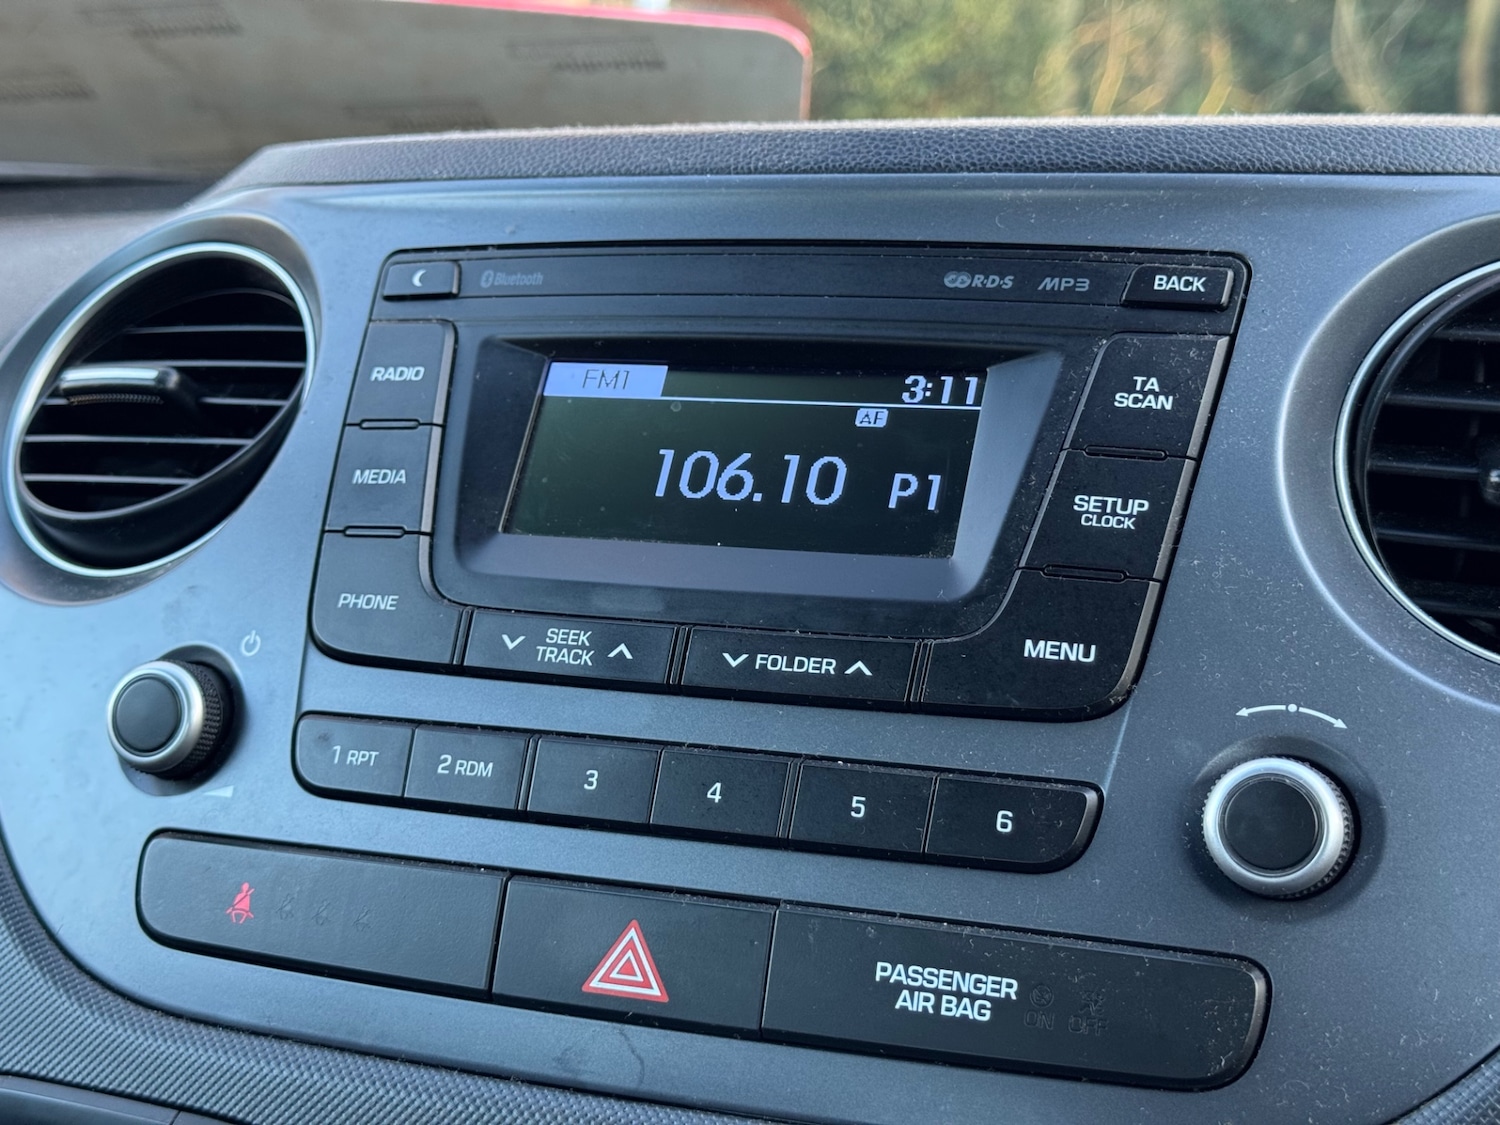 Bluetooth
R·D·S
MP3
BACK
RADIO
FM1
3:11
TA
SCAN
AF
MEDIA
106.10 P1
SETUP
CLOCK
PHONE
SEEK
TRACK
FOLDER
MENU
1 RPT
2 RDM
3
4
5
6
PASSENGER
AIR BAG
ON
OFF